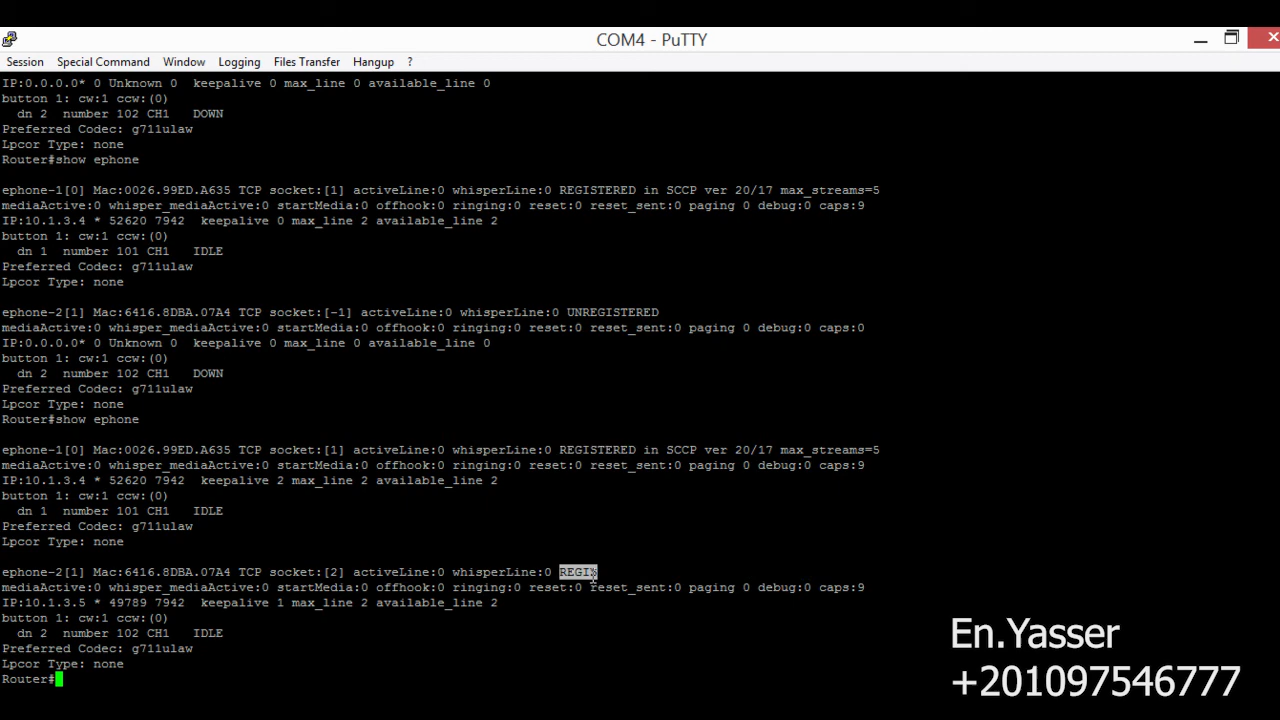 COM4 - PuTTY
Session Special Command Window Logging Files Transfer Hangup ?
IP:0.0.0.0* 0 Unknown 0  keepalive 0 max_line 0 available_line 0
button 1: cw:1 ccw:(0)
  dn 2  number 102 CH1   DOWN
Preferred Codec: g711ulaw
Lpcor Type: none
Router#show ephone
ephone-1[0] Mac:0026.99ED.A635 TCP socket:[1] activeLine:0 whisperLine:0 REGISTERED in SCCP ver 20/17 max_streams=5
mediaActive:0 whisper_mediaActive:0 startMedia:0 offhook:0 ringing:0 reset:0 reset_sent:0 paging 0 debug:0 caps:9
IP:10.1.3.4 * 52620 7942  keepalive 0 max_line 2 available_line 2
button 1: cw:1 ccw:(0)
  dn 1  number 101 CH1   IDLE
Preferred Codec: g711ulaw
Lpcor Type: none
ephone-2[1] Mac:6416.8DBA.07A4 TCP socket:[-1] activeLine:0 whisperLine:0 UNREGISTERED
mediaActive:0 whisper_mediaActive:0 startMedia:0 offhook:0 ringing:0 reset:0 reset_sent:0 paging 0 debug:0 caps:0
IP:0.0.0.0* 0 Unknown 0  keepalive 0 max_line 0 available_line 0
button 1: cw:1 ccw:(0)
  dn 2  number 102 CH1   DOWN
Preferred Codec: g711ulaw
Lpcor Type: none
Router#show ephone
ephone-1[0] Mac:0026.99ED.A635 TCP socket:[1] activeLine:0 whisperLine:0 REGISTERED in SCCP ver 20/17 max_streams=5
mediaActive:0 whisper_mediaActive:0 startMedia:0 offhook:0 ringing:0 reset:0 reset_sent:0 paging 0 debug:0 caps:9
IP:10.1.3.4 * 52620 7942  keepalive 2 max_line 2 available_line 2
button 1: cw:1 ccw:(0)
  dn 1  number 101 CH1   IDLE
Preferred Codec: g711ulaw
Lpcor Type: none
ephone-2[1] Mac:6416.8DBA.07A4 TCP socket:[2] activeLine:0 whisperLine:0 REGIS
mediaActive:0 whisper_mediaActive:0 startMedia:0 offhook:0 ringing:0 reset:0 reset_sent:0 paging 0 debug:0 caps:9
IP:10.1.3.5 * 49789 7942  keepalive 1 max_line 2 available_line 2
button 1: cw:1 ccw:(0)
  dn 2  number 102 CH1   IDLE
Preferred Codec: g711ulaw
Lpcor Type: none
Router#
En.Yasser
+201097546777